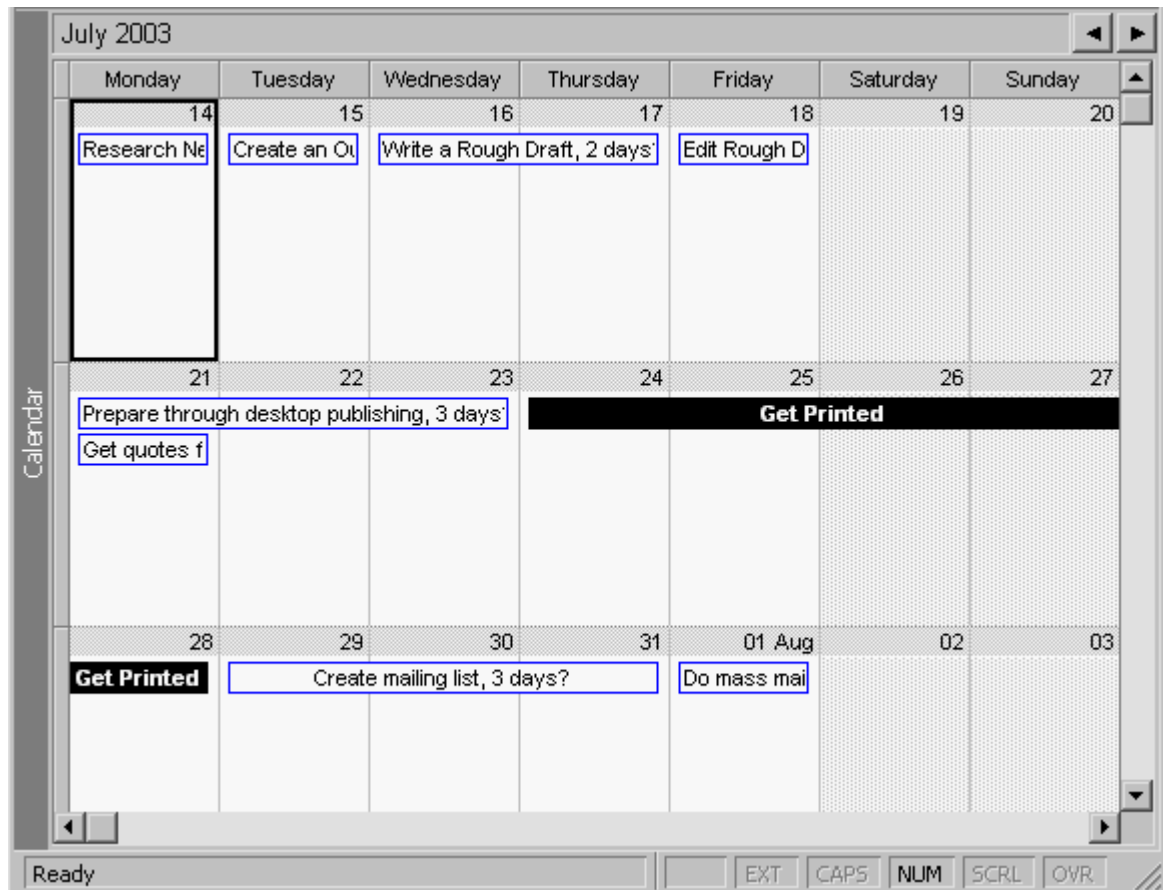 July 2003
Monday Tuesday Wednesday Thursday Friday Saturday Sunday
14 15 16 17 18 19 20
Research Ne Create an Ou Write a Rough Draft, 2 days? Edit Rough D
21 22 23 24 25 26 27
Prepare through desktop publishing, 3 days? Get Printed
Get quotes f
28 29 30 31 01 Aug 02 03
Get Printed Create mailing list, 3 days? Do mass mai
Calendar
Ready EXT CAPS NUM SCRL OVR